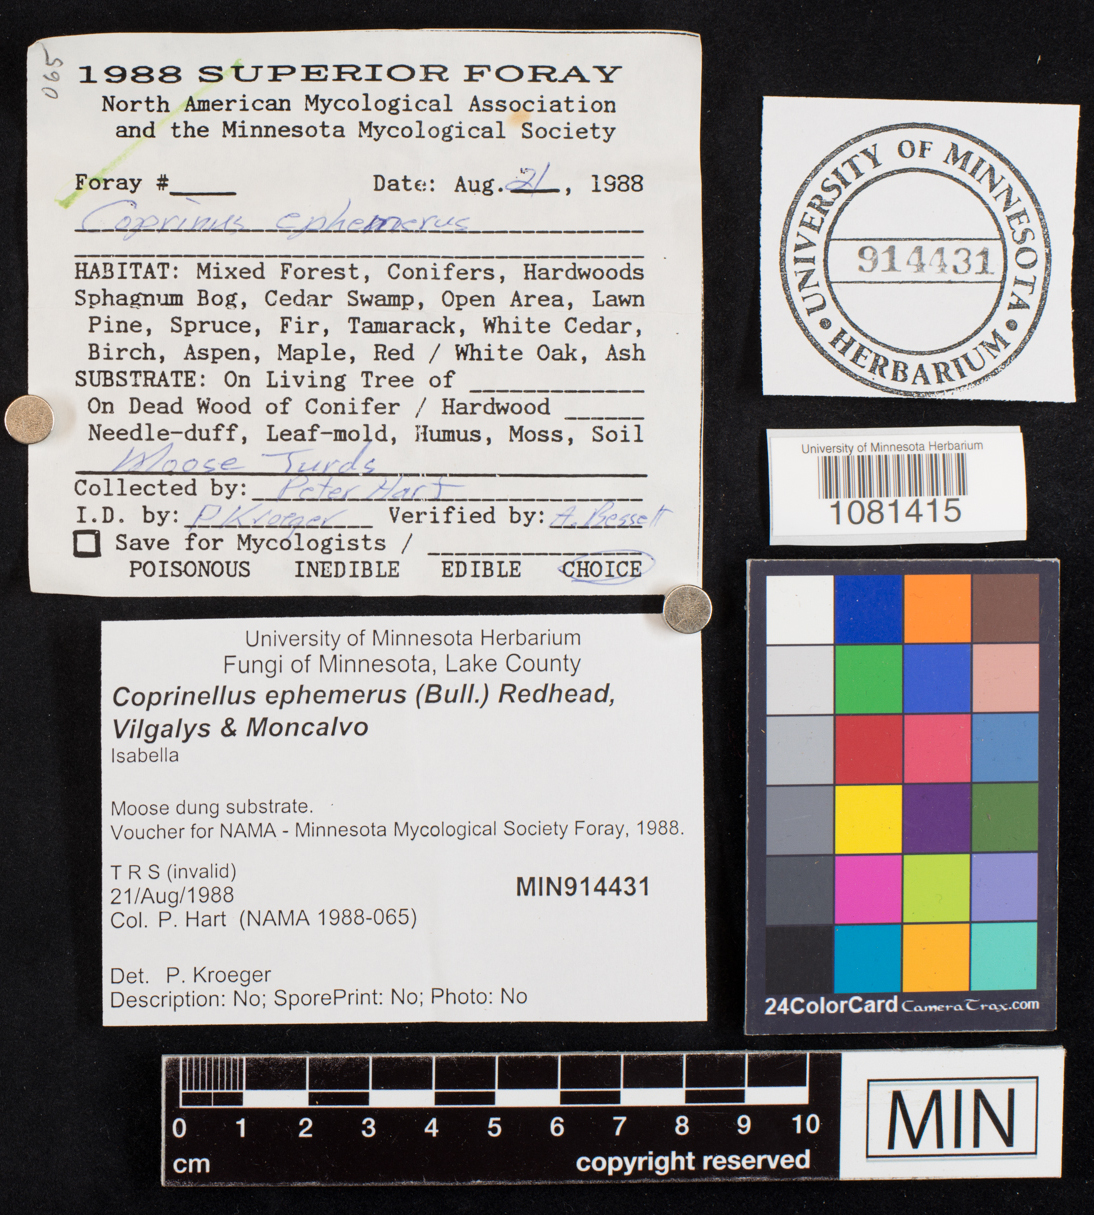 065
1988 SUPERIOR FORAY
North American Mycological Association
and the Minnesota Mycological Society
Foray #____ Date: Aug. 21, 1988
Coprinus ephemerus
HABITAT: Mixed Forest, Conifers, Hardwoods
Sphagnum Bog, Cedar Swamp, Open Area, Lawn
Pine, Spruce, Fir, Tamarack, White Cedar,
Birch, Aspen, Maple, Red / White Oak, Ash
SUBSTRATE: On Living Tree of ____
On Dead Wood of Conifer / Hardwood ____
Needle-duff, Leaf-mold, Humus, Moss, Soil
Moose Turds
Collected by: Peter Hart
I.D. by: P Kroeger Verified by: A. Bessett
Save for Mycologists / ____
POISONOUS INEDIBLE EDIBLE CHOICE
UNIVERSITY OF MINNESOTA
914431
• HERBARIUM •
University of Minnesota Herbarium
1081415
University of Minnesota Herbarium
Fungi of Minnesota, Lake County
Coprinellus ephemerus (Bull.) Redhead,
Vilgalys & Moncalvo
Isabella
Moose dung substrate.
Voucher for NAMA - Minnesota Mycological Society Foray, 1988.
T R S (invalid)
21/Aug/1988
MIN914431
Col. P. Hart (NAMA 1988-065)
Det. P. Kroeger
Description: No; SporePrint: No; Photo: No
24ColorCard CameraTrax.com
0 1 2 3 4 5 6 7 8 9 10
cm copyright reserved
MIN